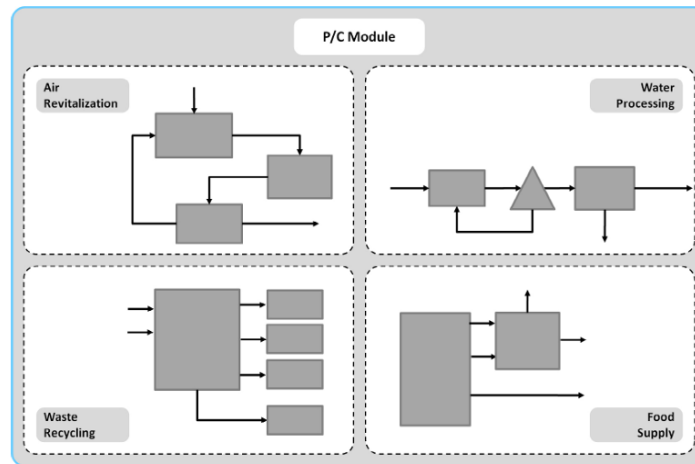 P/C Module
Air
Revitalization
Water
Processing
Waste
Recycling
Food
Supply